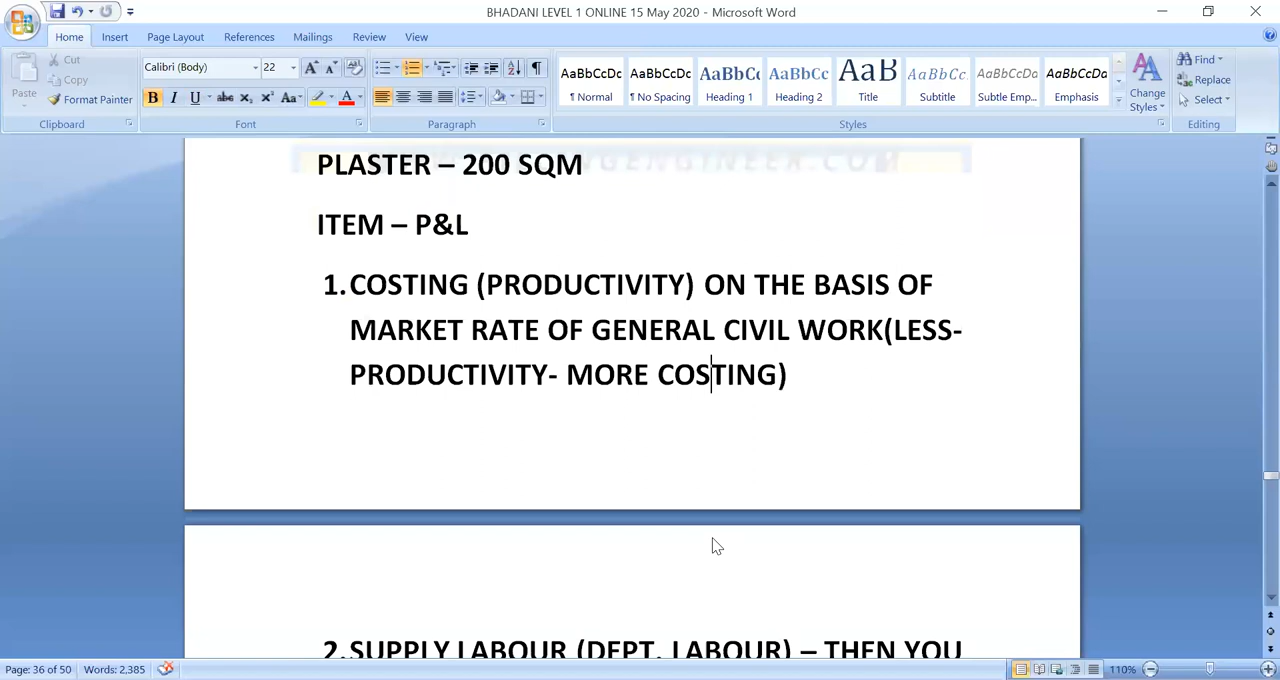 BHADANI LEVEL 1 ONLINE 15 May 2020 - Microsoft Word
Home Insert Page Layout References Mailings Review View
Paste Cut Copy Format Painter Clipboard
Calibri (Body) 22 Font
Paragraph
AaBbCcDc AaBbCcDc AaBbCc AaBbCc AaB AaBbCc. AaBbCcDa AaBbCcDa
¶ Normal ¶ No Spacing Heading 1 Heading 2 Title Subtitle Subtle Emp... Emphasis Change Styles
Styles
Find Replace Select Editing
PLASTER – 200 SQM
ITEM – P&L
1. COSTING (PRODUCTIVITY) ON THE BASIS OF
MARKET RATE OF GENERAL CIVIL WORK(LESS-
PRODUCTIVITY- MORE COSTING)
2. SUPPLY LABOUR (DEPT. LABOUR) – THEN YOU
Page: 36 of 50 Words: 2,385 110%